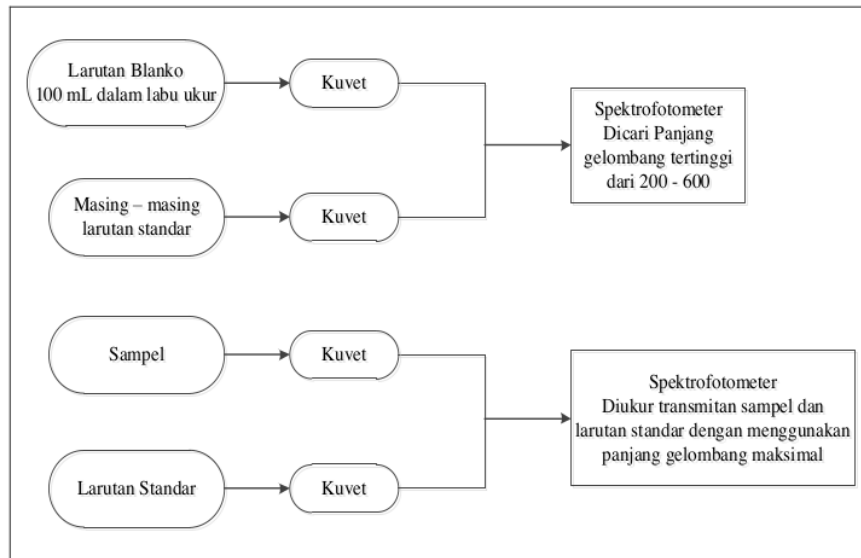 Larutan Blanko
100 mL dalam labu ukur
Kuvet
Spektrofotometer
Dicari Panjang
gelombang tertinggi
dari 200 - 600
Masing – masing
larutan standar
Kuvet
Sampel
Kuvet
Spektrofotometer
Diukur transmitan sampel dan
larutan standar dengan menggunakan
panjang gelombang maksimal
Larutan Standar
Kuvet